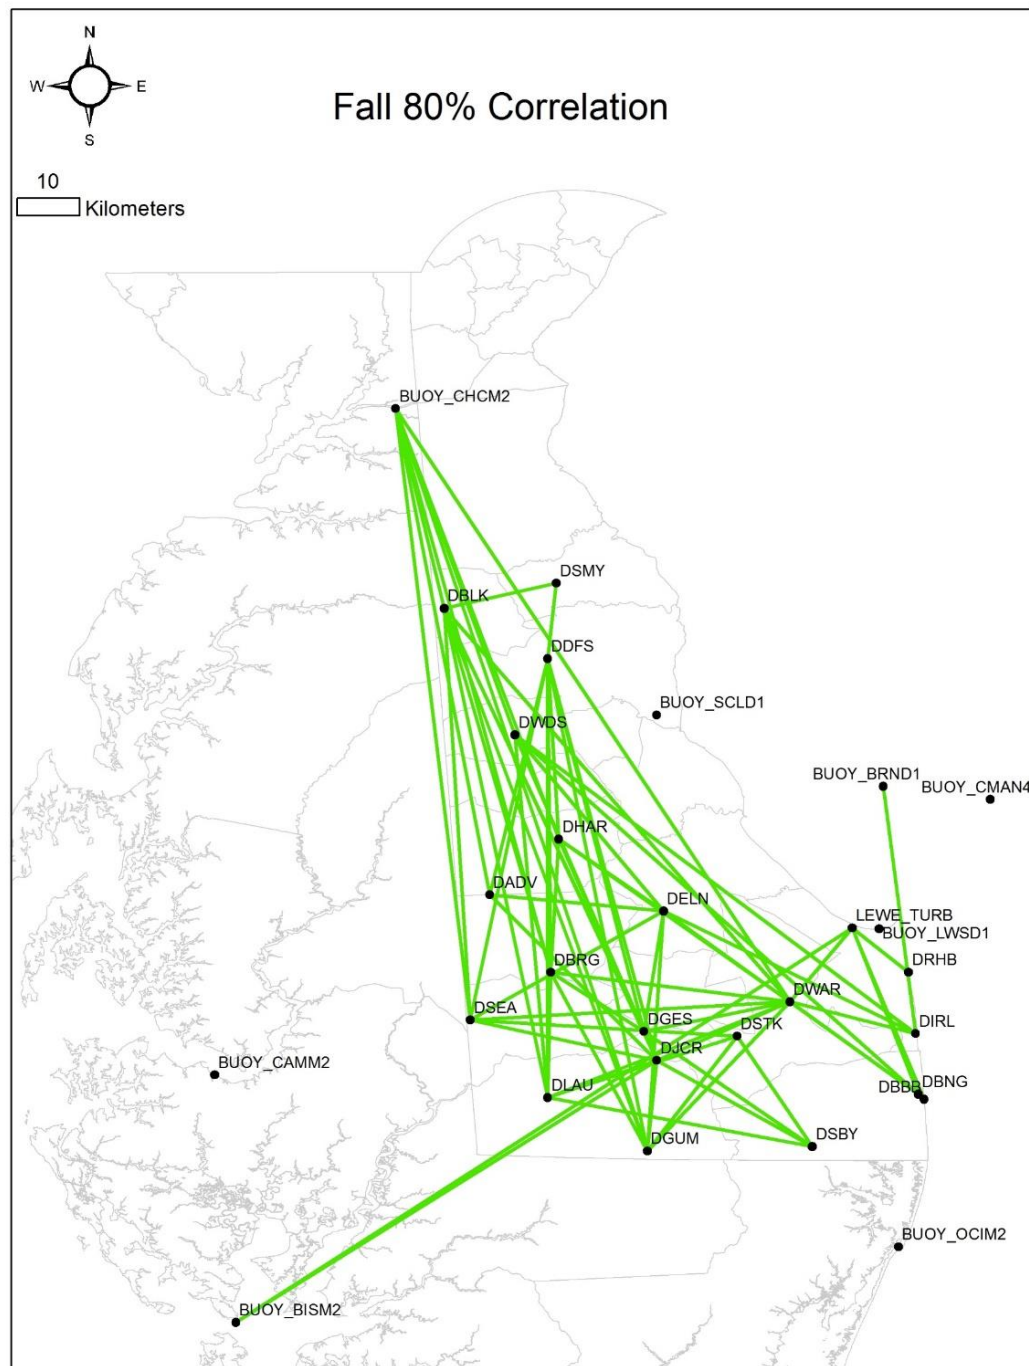 N
W E
S
Fall 80% Correlation
10
Kilometers
BUOY_CHCM2
DSMY
DBLK
DDFS
BUOY_SCLD1
DWDS
BUOY_BRND1
BUOY_CMAN4
DHAR
DADV
DELN
LEWE_TURB
BUOY_LWSD1
DBRG
DRHB
DWAR
DSEA
DGES
DSTK
DIRL
DJCR
BUOY_CAMM2
DLAU
DBBB
DBNG
DGUM
DSBY
BUOY_OCIM2
BUOY_BISM2